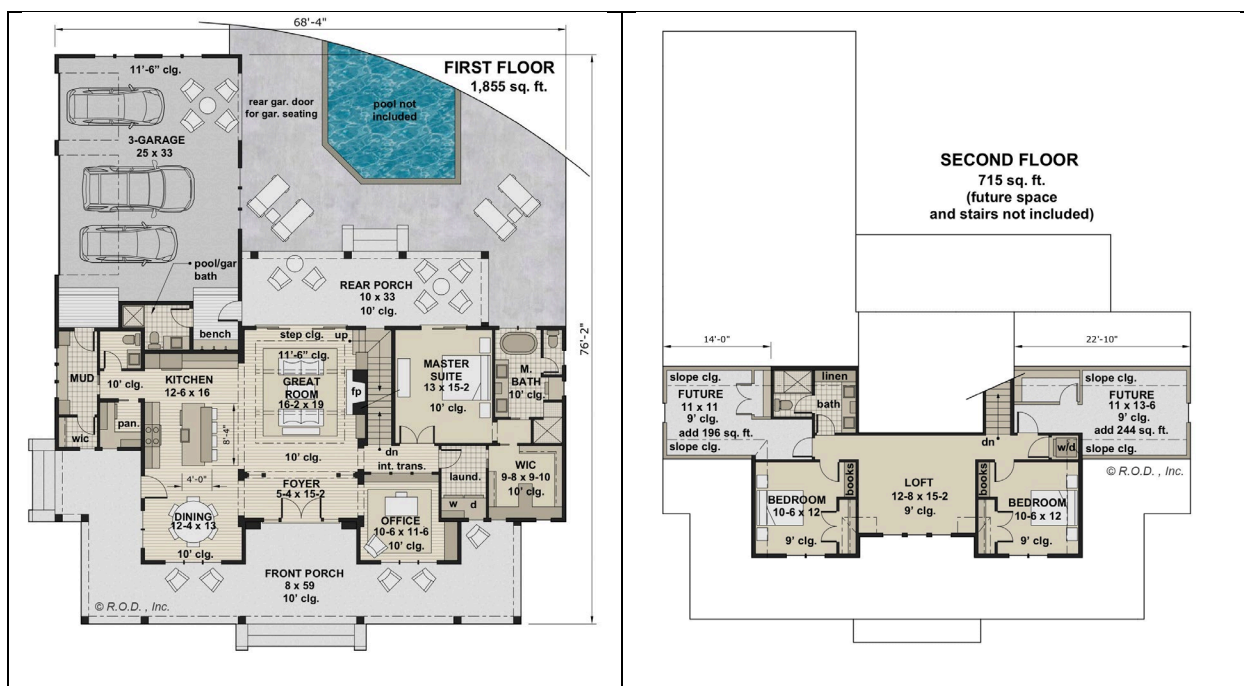 68'-4"
FIRST FLOOR
1,855 sq. ft.
11'-6" clg.
rear gar. door
for gar. seating
pool not
included
3-GARAGE
25 x 33
pool/gar
bath
REAR PORCH
10 x 33
10' clg.
bench
step clg.
up
76'-2"
MUD
10' clg.
KITCHEN
12-6 x 16
11'-6" clg.
GREAT
ROOM
16-2 x 19
fp
MASTER
SUITE
13 x 15-2
10' clg.
M.
BATH
10' clg.
pan.
wic
8'-4"
10' clg.
dn
int. trans.
laund.
WIC
9-8 x 9-10
10' clg.
4'-0"
FOYER
5-4 x 15-2
w d
DINING
12-4 x 13
10' clg.
OFFICE
10-6 x 11-6
10' clg.
FRONT PORCH
8 x 59
10' clg.
© R.O.D. , Inc.
SECOND FLOOR
715 sq. ft.
(future space
and stairs not included)
14'-0"
22'-10"
slope clg.
FUTURE
11 x 11
9' clg.
add 196 sq. ft.
slope clg.
linen
bath
dn
slope clg.
FUTURE
11 x 13-6
9' clg.
add 244 sq. ft.
slope clg.
w/d
© R.O.D. , Inc.
BEDROOM
10-6 x 12
9' clg.
books
LOFT
12-8 x 15-2
9' clg.
books
BEDROOM
10-6 x 12
9' clg.